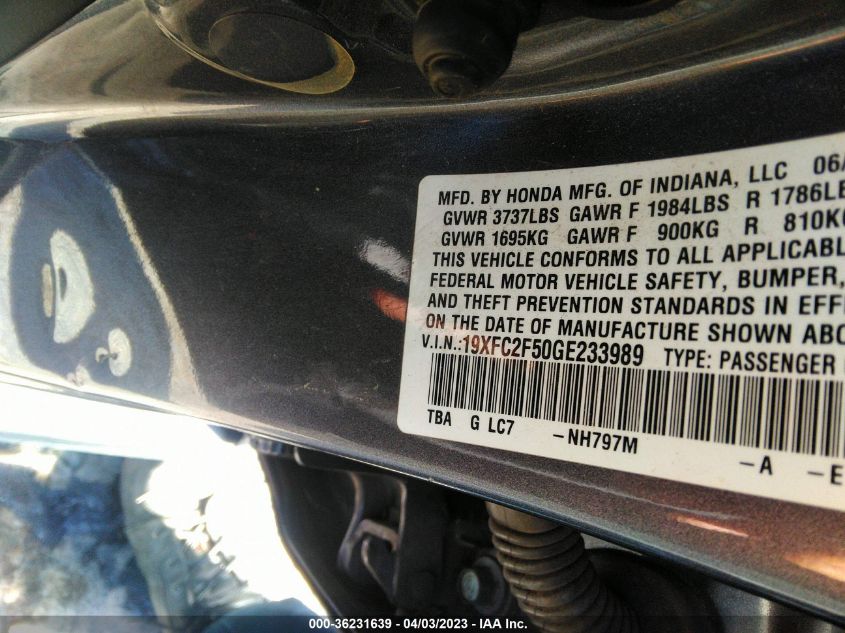 MFD. BY HONDA MFG. OF INDIANA, LLC 06/
GVWR 3737LBS GAWR F 1984LBS R 1786LB
GVWR 1695KG GAWR F 900KG R 810KG
THIS VEHICLE CONFORMS TO ALL APPLICABL
FEDERAL MOTOR VEHICLE SAFETY, BUMPER,
AND THEFT PREVENTION STANDARDS IN EFF
ON THE DATE OF MANUFACTURE SHOWN ABO
V.I.N.:19XFC2F50GE233989 TYPE: PASSENGER
TBA G LC7 -NH797M
-A -E
000-36231639 - 04/03/2023 - IAA Inc.